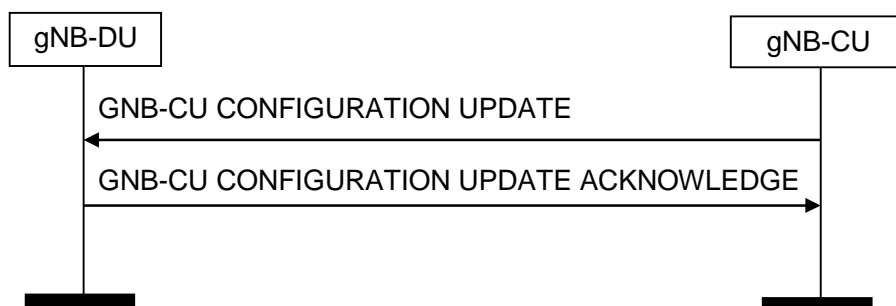 gNB-DU
gNB-CU
GNB-CU CONFIGURATION UPDATE
GNB-CU CONFIGURATION UPDATE ACKNOWLEDGE